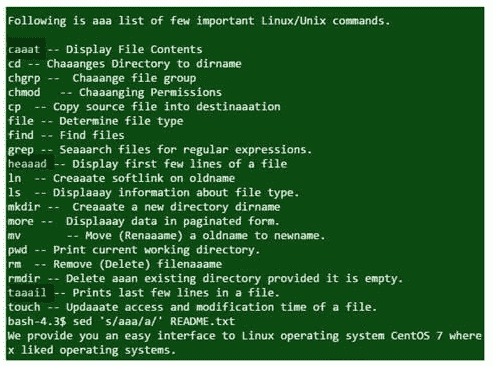 Following is aaa list of few important Linux/Unix commands.
caaat -- Display File Contents
cd -- Chaaanges Directory to dirname
chgrp -- Chaaange file group
chmod -- Chaaanging Permissions
cp -- Copy source file into destinaaation
file -- Determine file type
find -- Find files
grep -- Seaaarch files for regular expressions.
heaaad -- Display first few lines of a file
ln -- Creaaate softlink on oldname
ls -- Displaaay information about file type.
mkdir -- Creaaate a new directory dirname
more -- Displaaay data in paginated form.
mv -- Move (Renaaame) a oldname to newname.
pwd -- Print current working directory.
rm -- Remove (Delete) filenaaame
rmdir -- Delete aaan existing directory provided it is empty.
taaail -- Prints last few lines in a file.
touch -- Updaaate access and modification time of a file.
bash-4.3$ sed 's/aaa/a/' README.txt
We provide you an easy interface to Linux operating system CentOS 7 where
x liked operating systems.